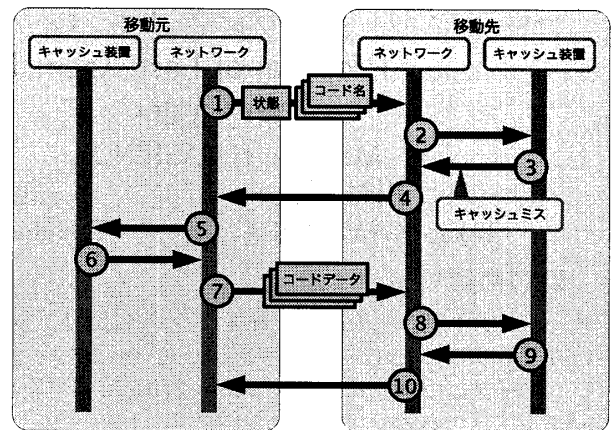 移動元
移動先
キャッシュ装置
ネットワーク
ネットワーク
キャッシュ装置
1
状態
コード名
2
3
4
キャッシュミス
5
6
7
コードデータ
8
9
10